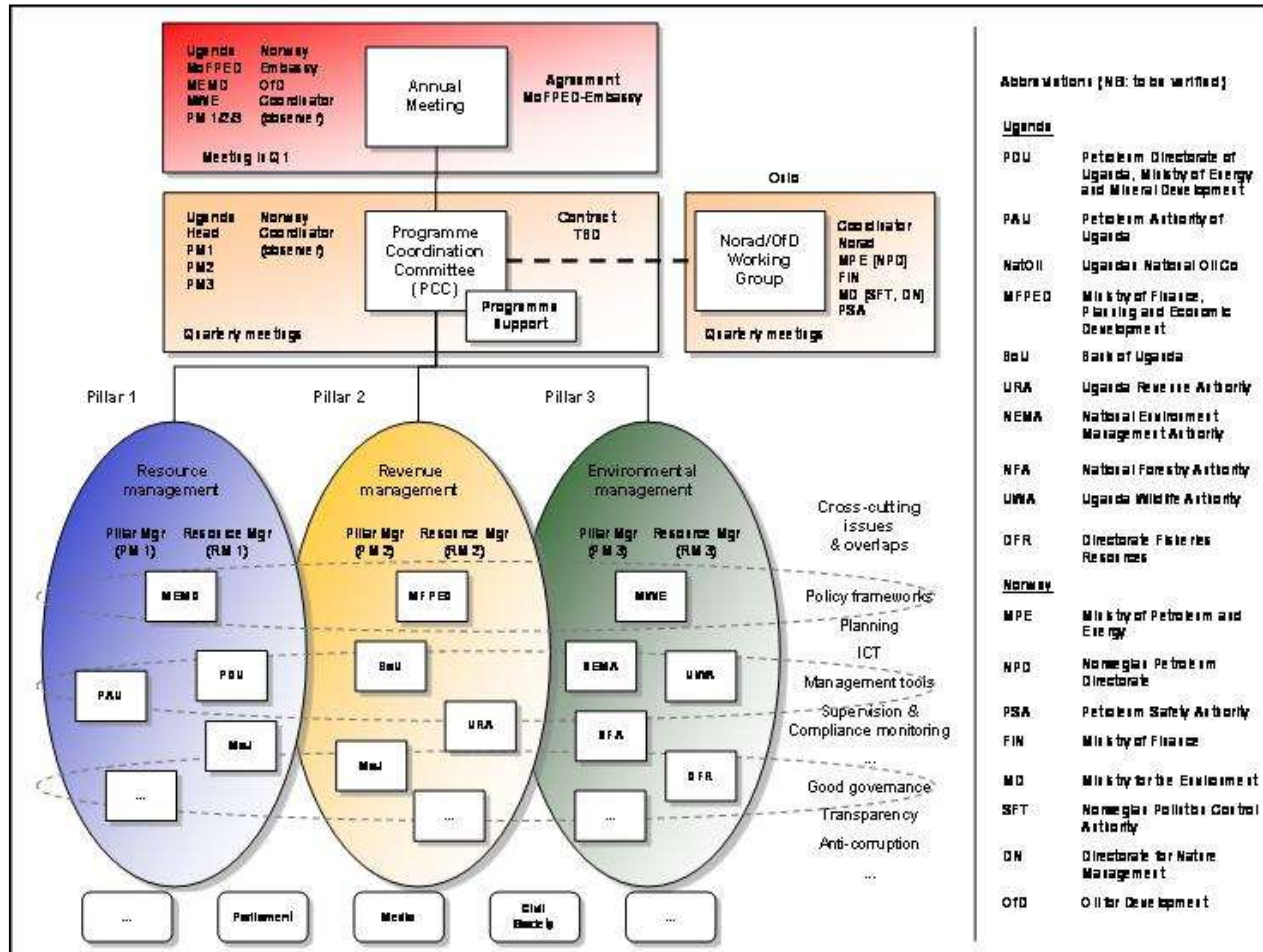 Uganda Norway
MoFPED Embassy
MEMD OfD
MWE Coordinator
PM 1/2/3 (observer)
Meeting in Q1
Annual
Meeting
Agreement
MoFPED-Embassy
Uganda Norway
Head Coordinator
PM1 (observer)
PM2
PM3
Quarterly meetings
Programme
Coordination
Committee
(PCC)
Programme
Support
Contract
TBD
Oslo
Norad/OfD
Working
Group
Coordinator
Norad
MPE (NPD)
FIN
MD (SFT, DN)
PSA
Quarterly meetings
Pillar 1
Pillar 2
Pillar 3
Resource
management
Pillar Mgr Resource Mgr
(PM 1) (RM 1)
MEMD
PDU
PAU
MoJ
...
Revenue
management
Pillar Mgr Resource Mgr
(PM2) (RM2)
MFPED
BoU
URA
MoJ
...
Environmental
management
Pillar Mgr Resource Mgr
(PM3) (RM3)
MWE
NEMA
UWA
NFA
DFR
...
Cross-cutting
issues
& overlaps
Policy frameworks
Planning
ICT
Management tools
Supervision &
Compliance monitoring
...
Good governance
Transparency
Anti-corruption
...
...
Parliament
Media
Civil
Society
...
Abbreviations (NB: to be verified)
Uganda
PDU Petroleum Directorate of
Uganda, Ministry of Energy
and Mineral Development
PAU Petroleum Authority of
Uganda
NatOil Ugandan National Oil Co
MFPED Ministry of Finance,
Planning and Economic
Development
BoU Bank of Uganda
URA Uganda Revenue Authority
NEMA National Environment
Management Authority
NFA National Forestry Authority
UWA Uganda Wildlife Authority
DFR Directorate Fisheries
Resources
Norway
MPE Ministry of Petroleum and
Energy
NPD Norwegian Petroleum
Directorate
PSA Petroleum Safety Authority
FIN Ministry of Finance
MD Ministry for the Environment
SFT Norwegian Pollution Control
Authority
DN Directorate for Nature
Management
OfD Oil for Development